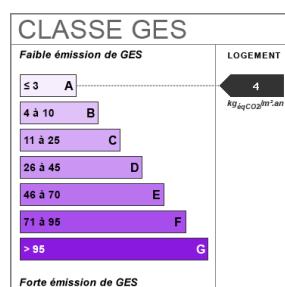 CLASSE GES
Faible émission de GES
LOGEMENT
≤ 3 A
4
kgéqCO2/m².an
4 à 10 B
11 à 25 C
26 à 45 D
46 à 70 E
71 à 95 F
> 95 G
Forte émission de GES